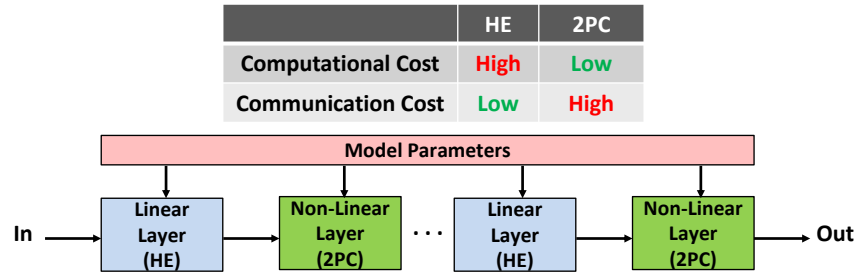 HE 2PC
Computational Cost High Low
Communication Cost Low High
Model Parameters
In
Linear
Layer
(HE)
Non-Linear
Layer
(2PC)
. . .
Linear
Layer
(HE)
Non-Linear
Layer
(2PC)
Out